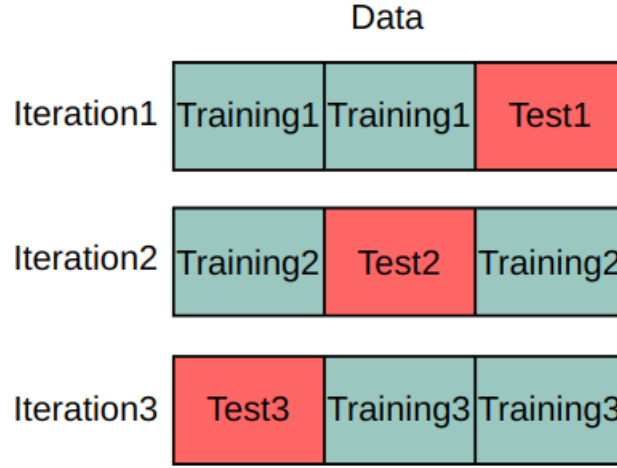 Data
Iteration1 Training1 Training1 Test1
Iteration2 Training2 Test2 Training2
Iteration3 Test3 Training3 Training3